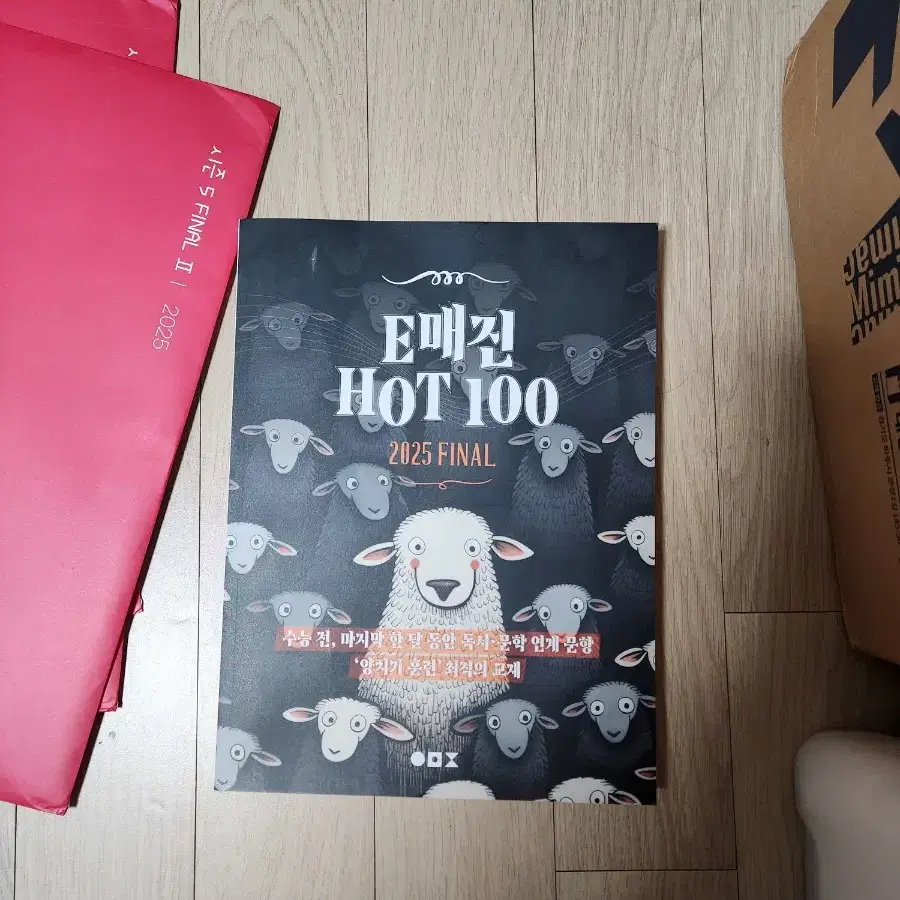 시즌 5 FINAL II | 2025
E매진
HOT 100
2025 FINAL
수능 전, 마지막 한 달 동안 독서·문학 연계 문항
'양치기 훈련' 최적의 교재